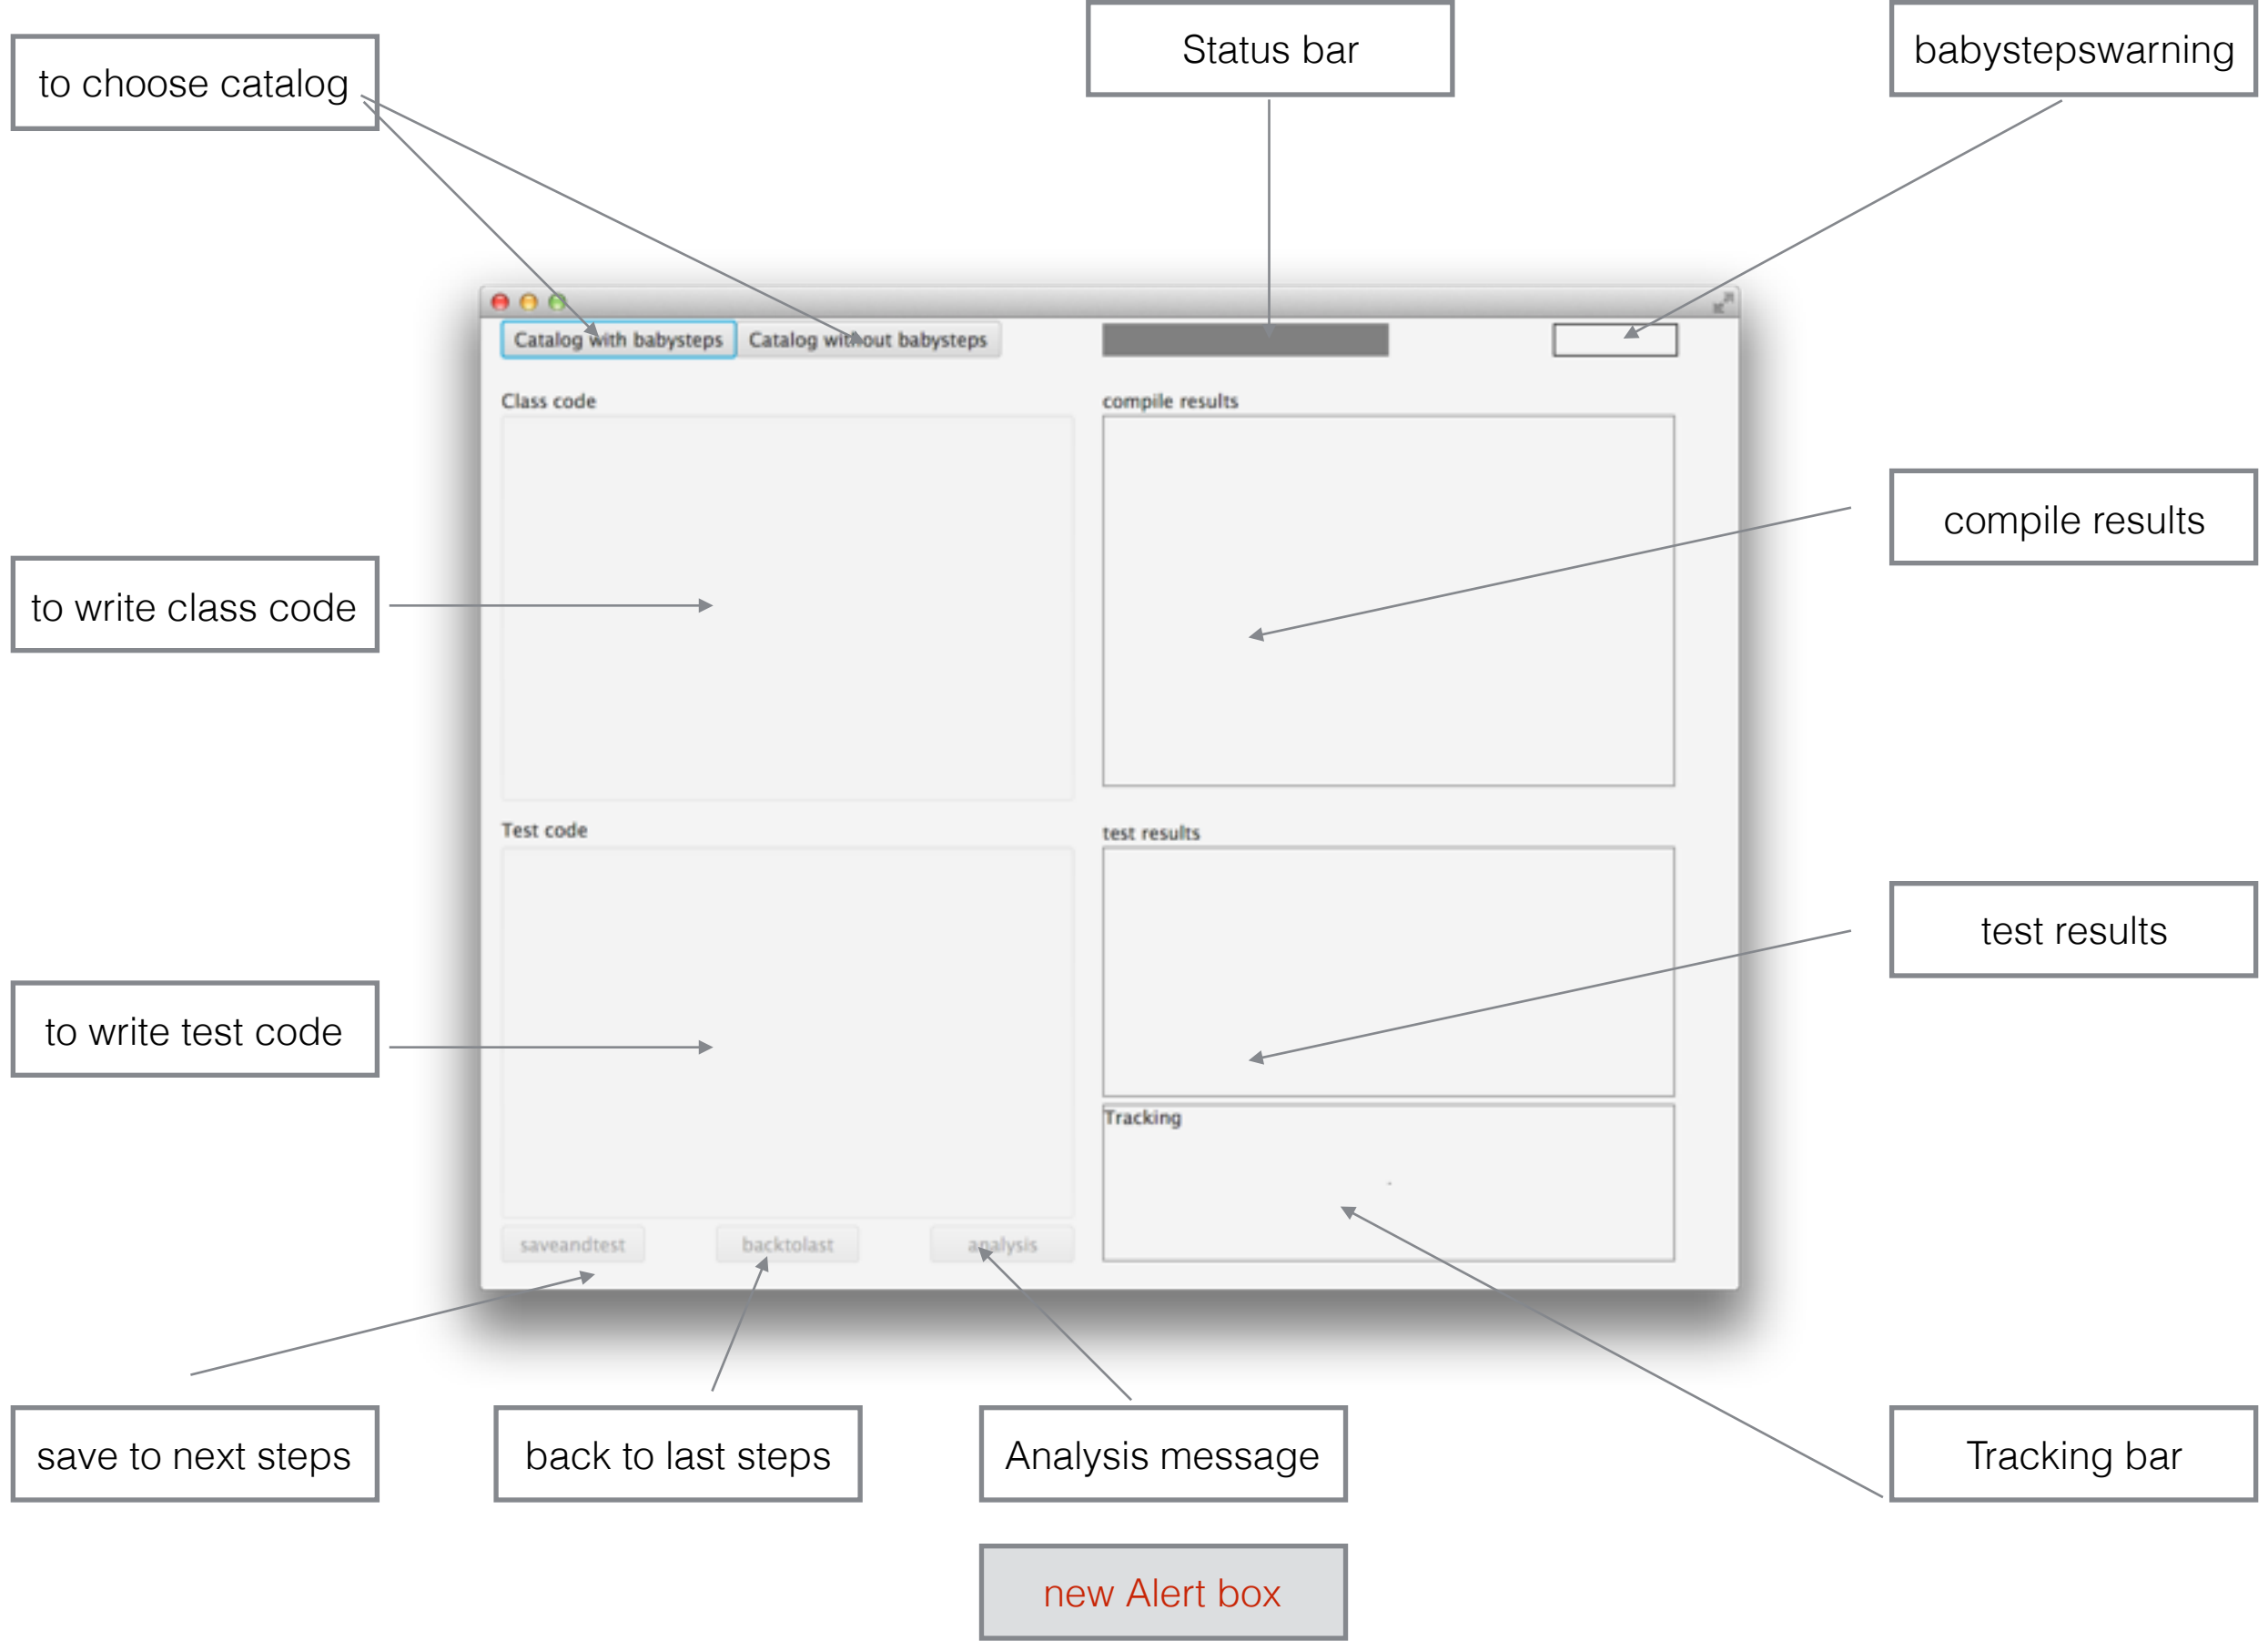 to choose catalog
Status bar
babystepswarning
Catalog with babysteps
Catalog without babysteps
Class code
compile results
compile results
to write class code
Test code
test results
test results
to write test code
Tracking
saveandtest
backtolast
analysis
save to next steps
back to last steps
Analysis message
Tracking bar
new Alert box